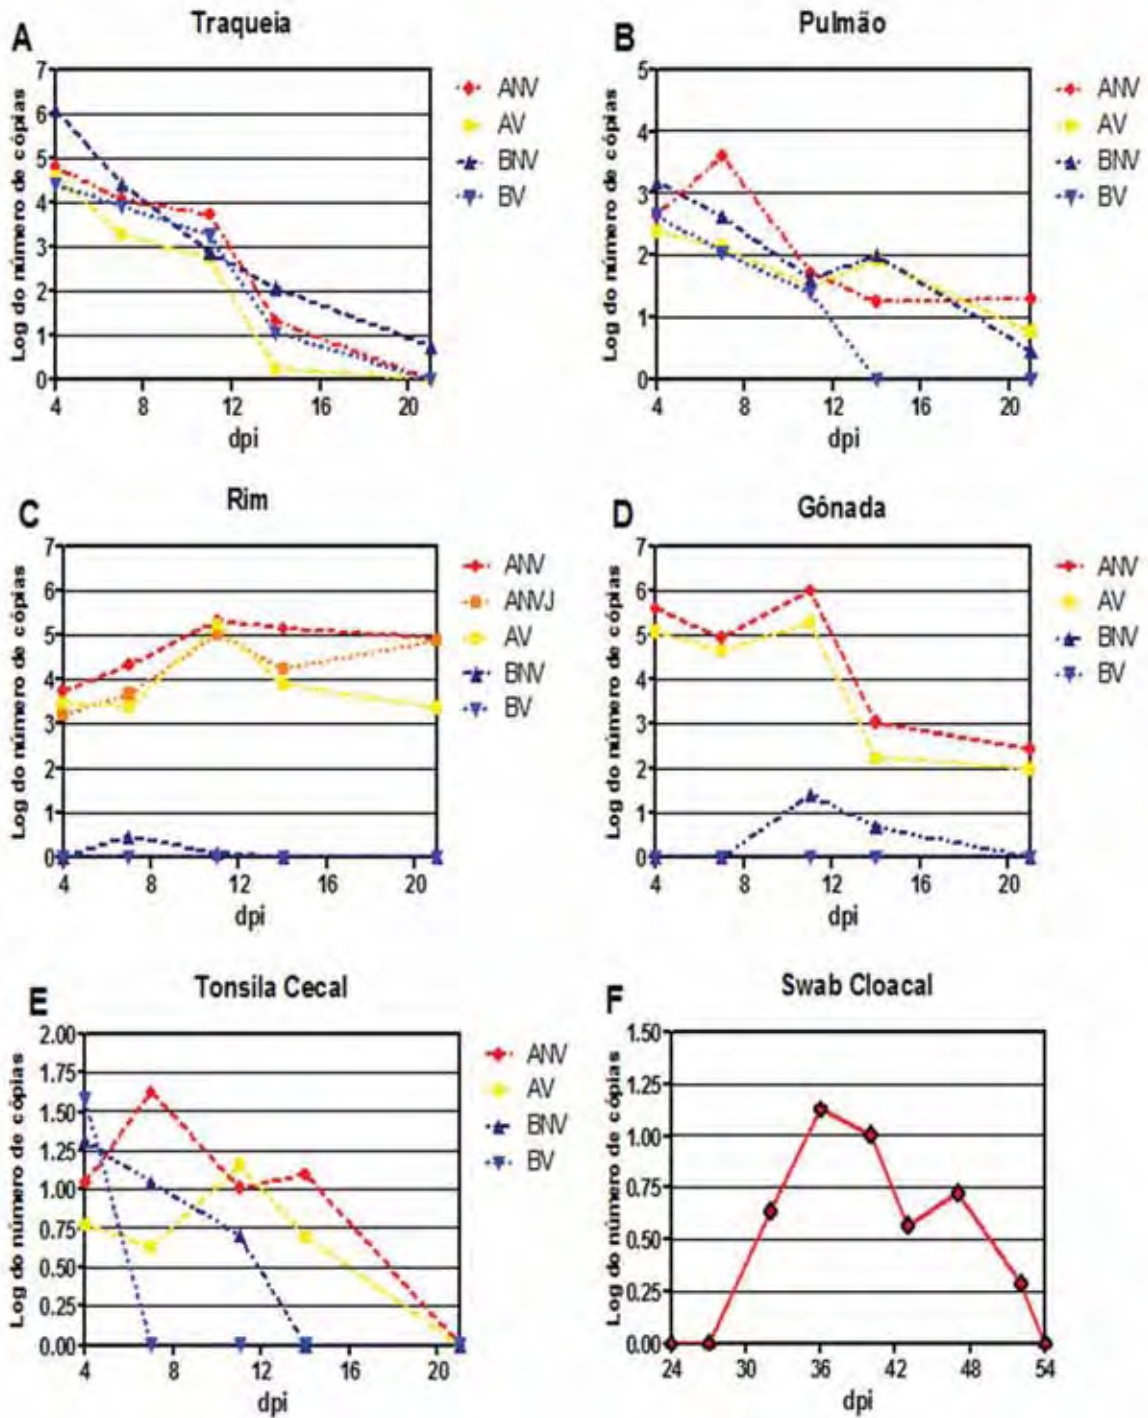 A
Traqueia
Log do número de cópias
7
6
5
4
3
2
1
0
4 8 12 16 20
dpi
ANV
AV
BNV
BV
B
Pulmão
Log do número de cópias
5
4
3
2
1
0
4 8 12 16 20
dpi
ANV
AV
BNV
BV
C
Rim
Log do número de cópias
7
6
5
4
3
2
1
0
4 8 12 16 20
dpi
ANV
ANVJ
AV
BNV
BV
D
Gônada
Log do número de cópias
7
6
5
4
3
2
1
0
4 8 12 16 20
dpi
ANV
AV
BNV
BV
E
Tonsila Cecal
Log do número de cópias
2.00
1.75
1.50
1.25
1.00
0.75
0.50
0.25
0.00
4 8 12 16 20
dpi
ANV
AV
BNV
BV
F
Swab Cloacal
Log do número de cópias
1.50
1.25
1.00
0.75
0.50
0.25
0.00
24 30 36 42 48 54
dpi